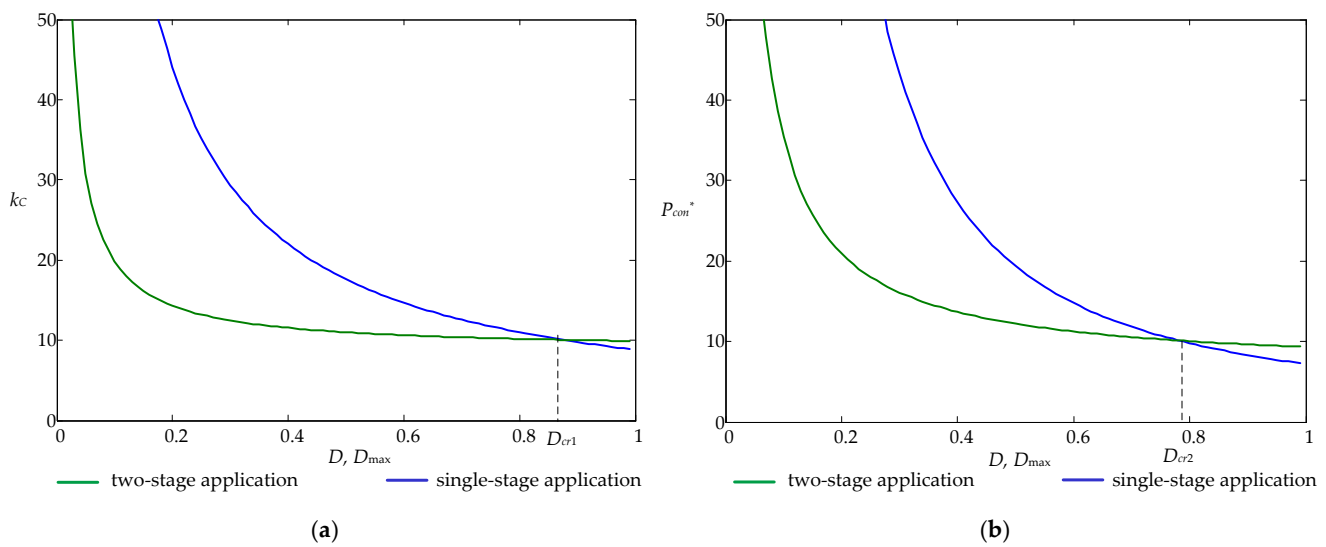 50
40
30
20
10
0
kC
0
0.2
0.4
0.6
0.8
1
Dcr1
D, Dmax
two-stage application
single-stage application
(a)
50
40
30
20
10
0
Pcon*
0
0.2
0.4
0.6
0.8
1
Dcr2
D, Dmax
two-stage application
single-stage application
(b)